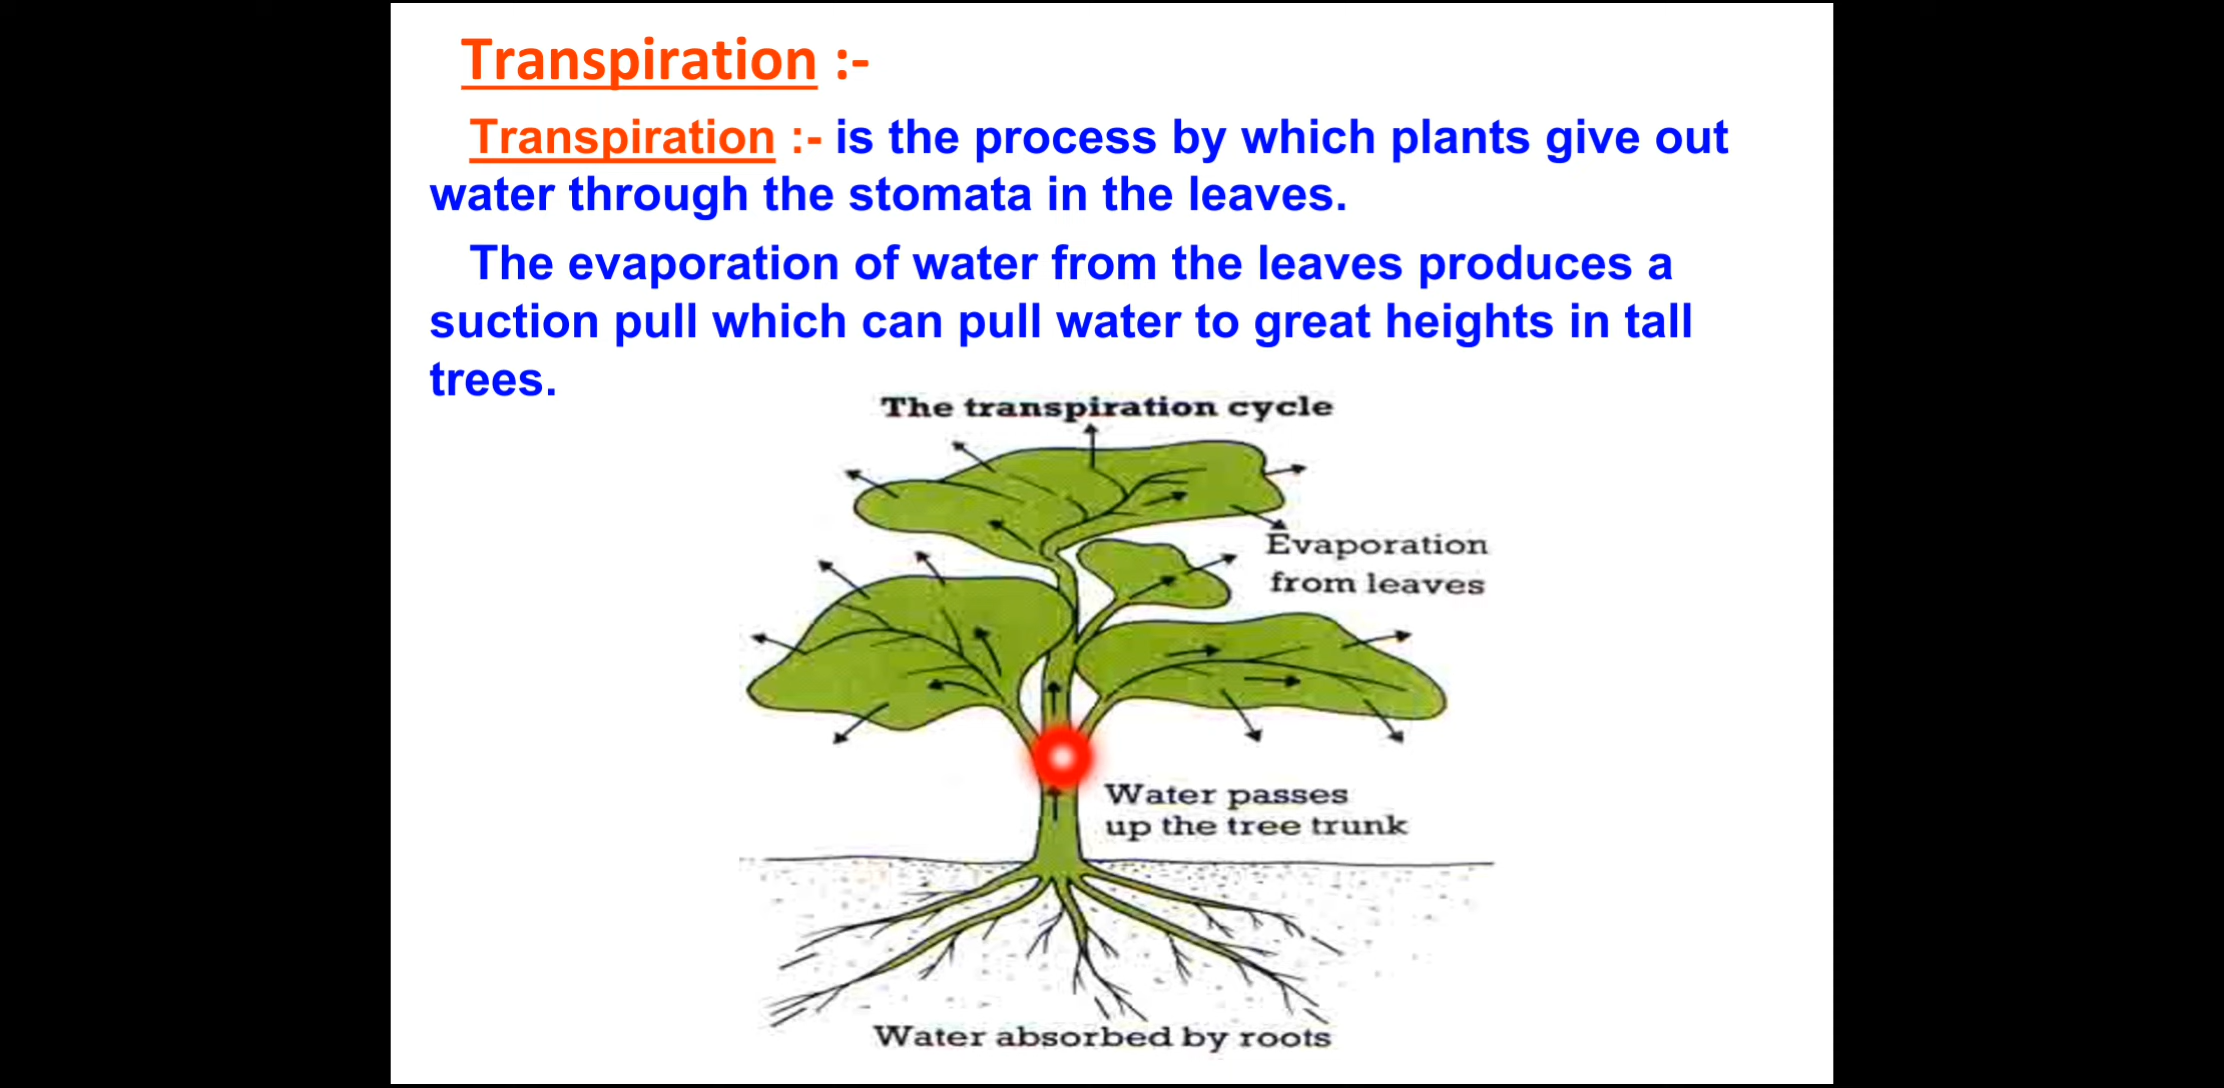 Transpiration :-
Transpiration :- is the process by which plants give out
water through the stomata in the leaves.
The evaporation of water from the leaves produces a
suction pull which can pull water to great heights in tall
trees.
The transpiration cycle
Evaporation
from leaves
Water passes
up the tree trunk
Water absorbed by roots